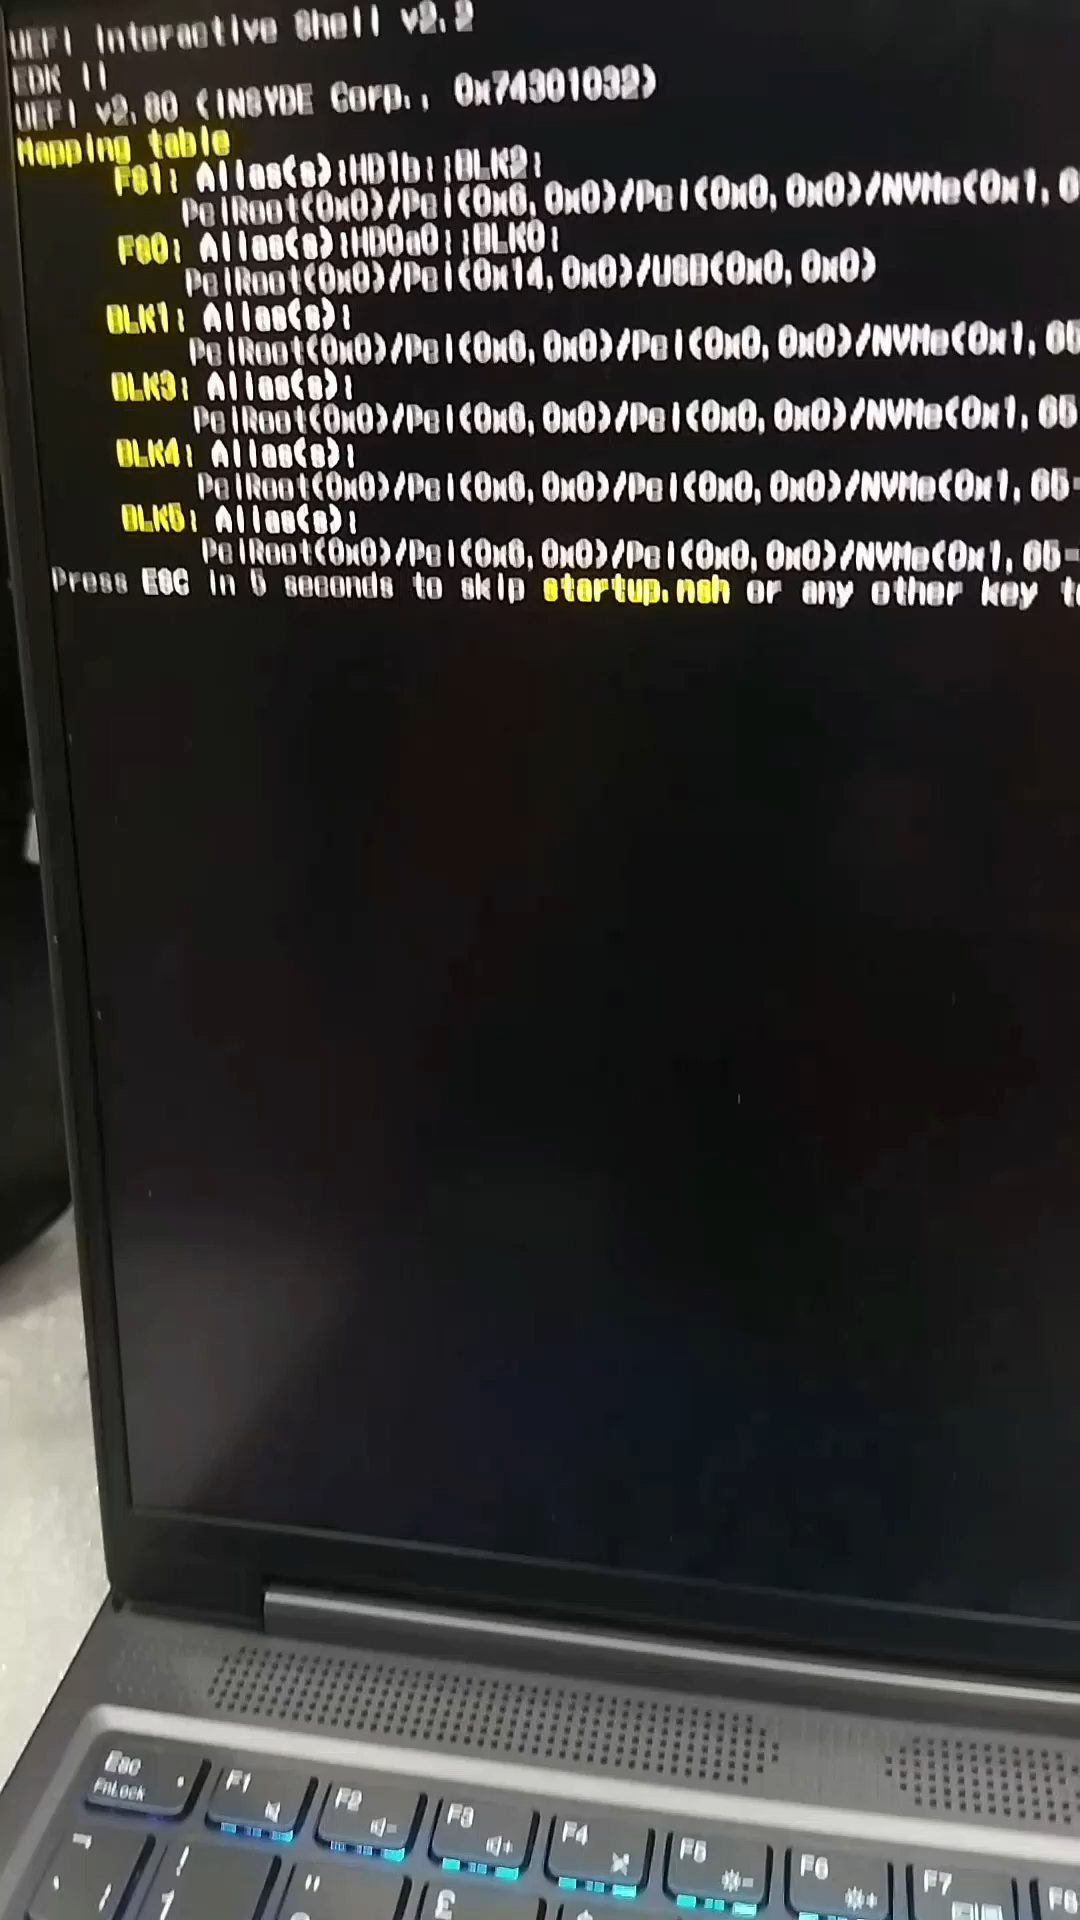 UEFI Interactive Shell v2.2
EDK II
UEFI v2.80 (INSYDE Corp., 0x74301032)
Mapping table
FS1: Alias(s):HD1b::BLK2:
PciRoot(0x0)/Pci(0x6,0x0)/Pci(0x0,0x0)/NVMe(0x1,
FS0: Alias(s):HD0a0::BLK0:
PciRoot(0x0)/Pci(0x14,0x0)/USB(0x0,0x0)
BLK1: Alias(s):
PciRoot(0x0)/Pci(0x6,0x0)/Pci(0x0,0x0)/NVMe(0x1,
BLK3: Alias(s):
PciRoot(0x0)/Pci(0x6,0x0)/Pci(0x0,0x0)/NVMe(0x1,
BLK4: Alias(s):
PciRoot(0x0)/Pci(0x6,0x0)/Pci(0x0,0x0)/NVMe(0x1,
BLK5: Alias(s):
PciRoot(0x0)/Pci(0x6,0x0)/Pci(0x0,0x0)/NVMe(0x1,
Press ESC in 5 seconds to skip startup.nsh or any other key
Esc F1 F2 F3 F4 F5 F6 F7 F8
FnLock
! " £
1